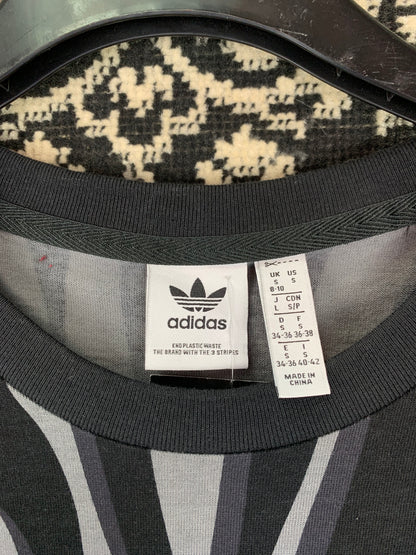 adidas
END PLASTIC WASTE
THE BRAND WITH THE 3 STRIPES
UK US
S S
8-10
J CDN
L S/P
D F
S S
34-36 36-38
E I
S S
34-36 40-42
MADE IN
CHINA